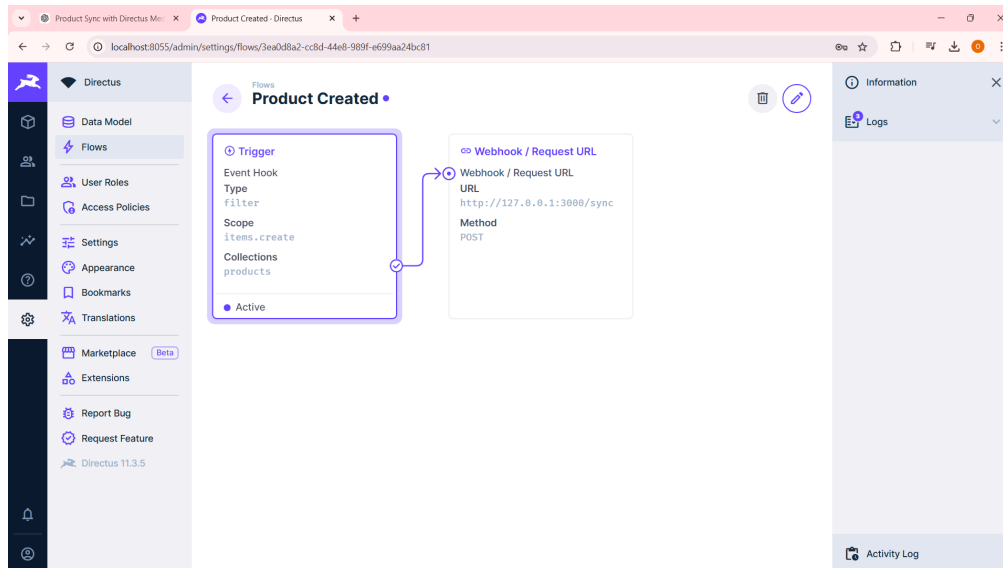 Product Sync with Directus Mec
Product Created · Directus
localhost:8055/admin/settings/flows/3ea0d8a2-cc8d-44e8-989f-e699aa24bc81
O
Directus
Data Model
Flows
User Roles
Access Policies
Settings
Appearance
Bookmarks
Translations
Marketplace
Beta
Extensions
Report Bug
Request Feature
Directus 11.3.5
Flows
Product Created
Trigger
Event Hook
Type
filter
Scope
items.create
Collections
products
Active
Webhook / Request URL
Webhook / Request URL
URL
http://127.0.0.1:3000/sync
Method
POST
Information
3
Logs
Activity Log